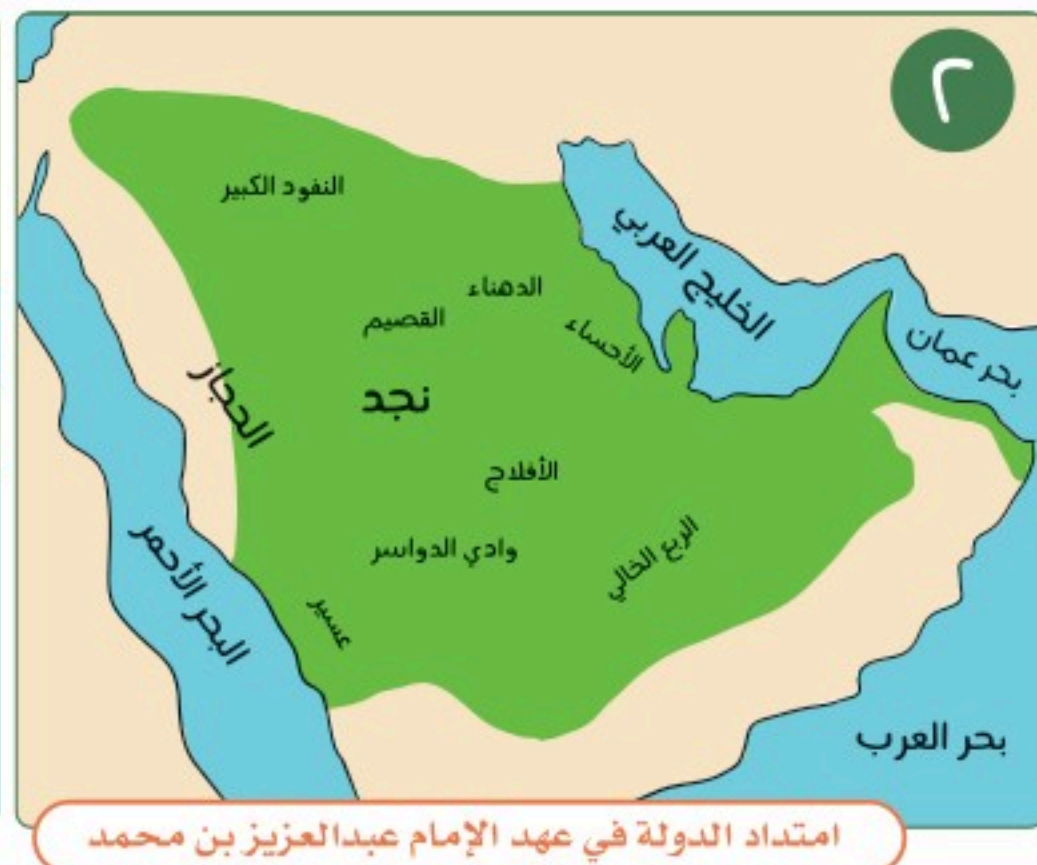 ٢
النفود الكبير
الخليج العربي
الدهناء
القصيم
الأحساء
بحر عمان
الحجاز
نجد
الأفلاج
وادي الدواسر
الربع الخالي
البحر الأحمر
عسير
بحر العرب
امتداد الدولة في عهد الإمام عبدالعزيز بن محمد